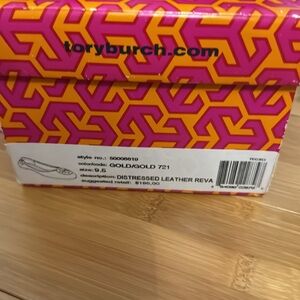 toryburch.com
style no.: 50008619
color/code: GOLD/GOLD 721
size: 9.5
description: DISTRESSED LEATHER REVA
suggested retail: $195.00